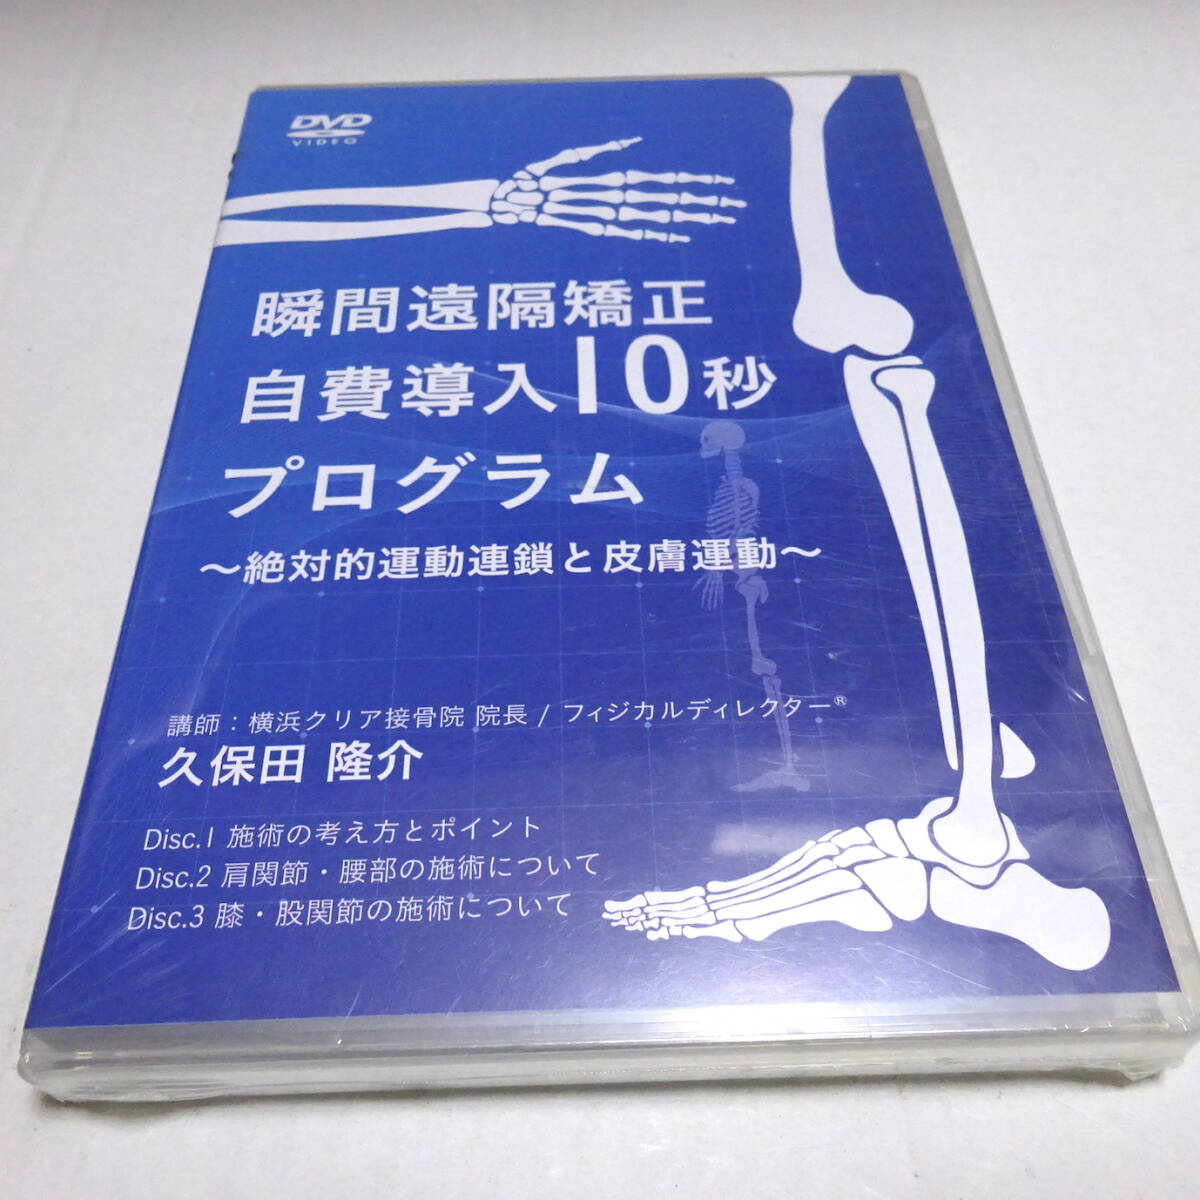 DVD
VIDEO
瞬間遠隔矯正
自費導入10秒
プログラム
～絶対的運動連鎖と皮膚運動～
講師：横浜クリア接骨院 院長 / フィジカルディレクター®
久保田 隆介
Disc.1 施術の考え方とポイント
Disc.2 肩関節・腰部の施術について
Disc.3 膝・股関節の施術について